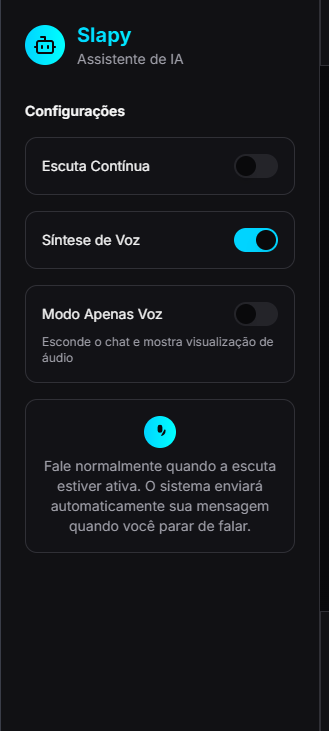 Slapy
Assistente de IA
Configurações
Escuta Contínua
Síntese de Voz
Modo Apenas Voz
Esconde o chat e mostra visualização de
áudio
Fale normalmente quando a escuta
estiver ativa. O sistema enviará
automaticamente sua mensagem
quando você parar de falar.